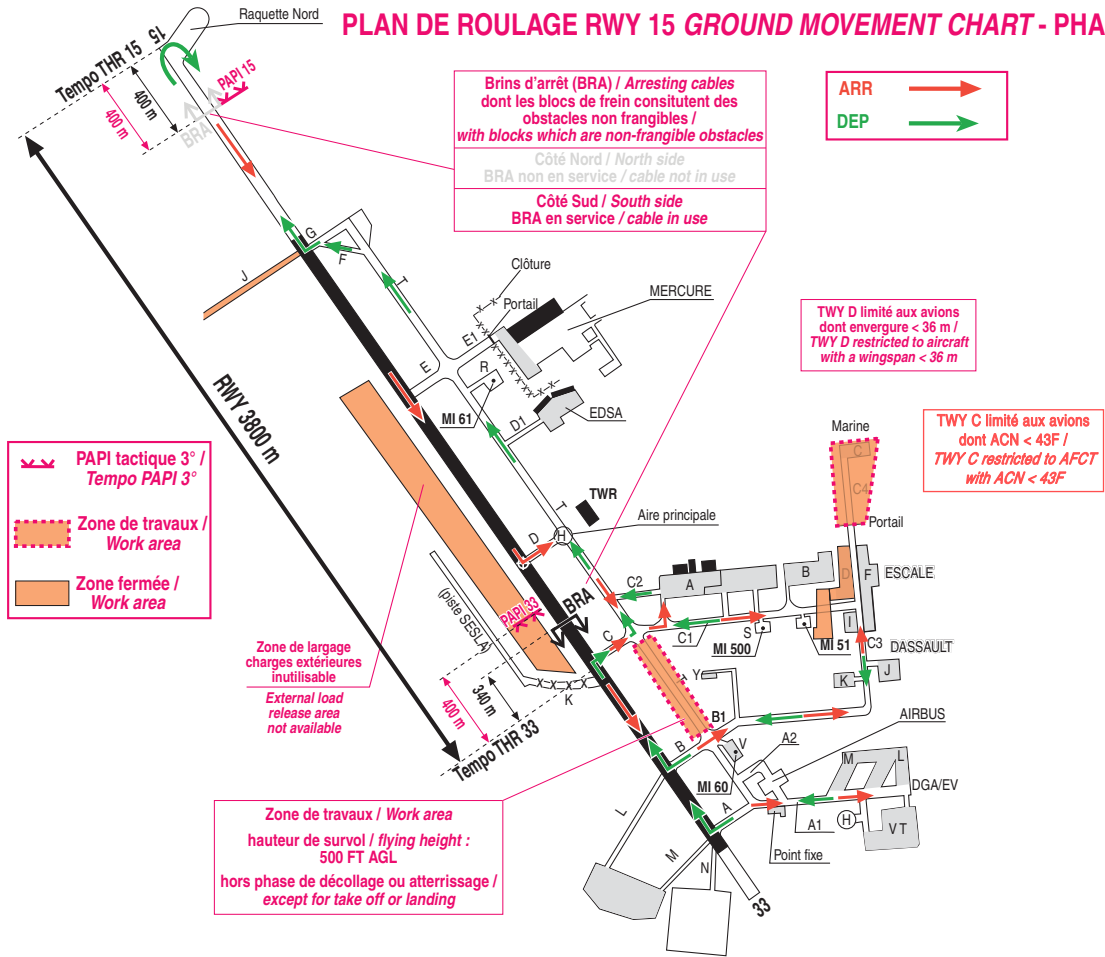 PLAN DE ROULAGE RWY 15 GROUND MOVEMENT CHART - PHA
Raquette Nord
15
Tempo THR 15
400 m
400 m
PAPI 15
BRA
Brins d'arrêt (BRA) / Arresting cables
dont les blocs de frein consitutent des
obstacles non frangibles /
with blocks which are non-frangible obstacles
Côté Nord / North side
BRA non en service / cable not in use
Côté Sud / South side
BRA en service / cable in use
ARR
DEP
G
F
J
T
Clôture
Portail
MERCURE
E1
E
R
MI 61
D1
EDSA
TWY D limité aux avions
dont envergure < 36 m /
TWY D restricted to aircraft
with a wingspan < 36 m
TWY C limité aux avions
dont ACN < 43F /
TWY C restricted to AFCT
with ACN < 43F
RWY 3800 m
PAPI tactique 3° /
Tempo PAPI 3°
Zone de travaux /
Work area
Zone fermée /
Work area
Marine
C
C4
Portail
T
TWR
Aire principale
D
H
C2
A
B
D
F
ESCALE
BRA
PAPI 33
(piste SESLA)
C
C1
S
MI 500
MI 51
I
C3
DASSAULT
K
J
Zone de largage
charges extérieures
inutilisable
External load
release area
not available
K
340 m
400 m
Tempo THR 33
Y
B1
B
V
A2
AIRBUS
MI 60
M
L
DGA/EV
L
A
A1
H
VT
Point fixe
M
N
33
Zone de travaux / Work area
hauteur de survol / flying height :
500 FT AGL
hors phase de décollage ou atterrissage /
except for take off or landing